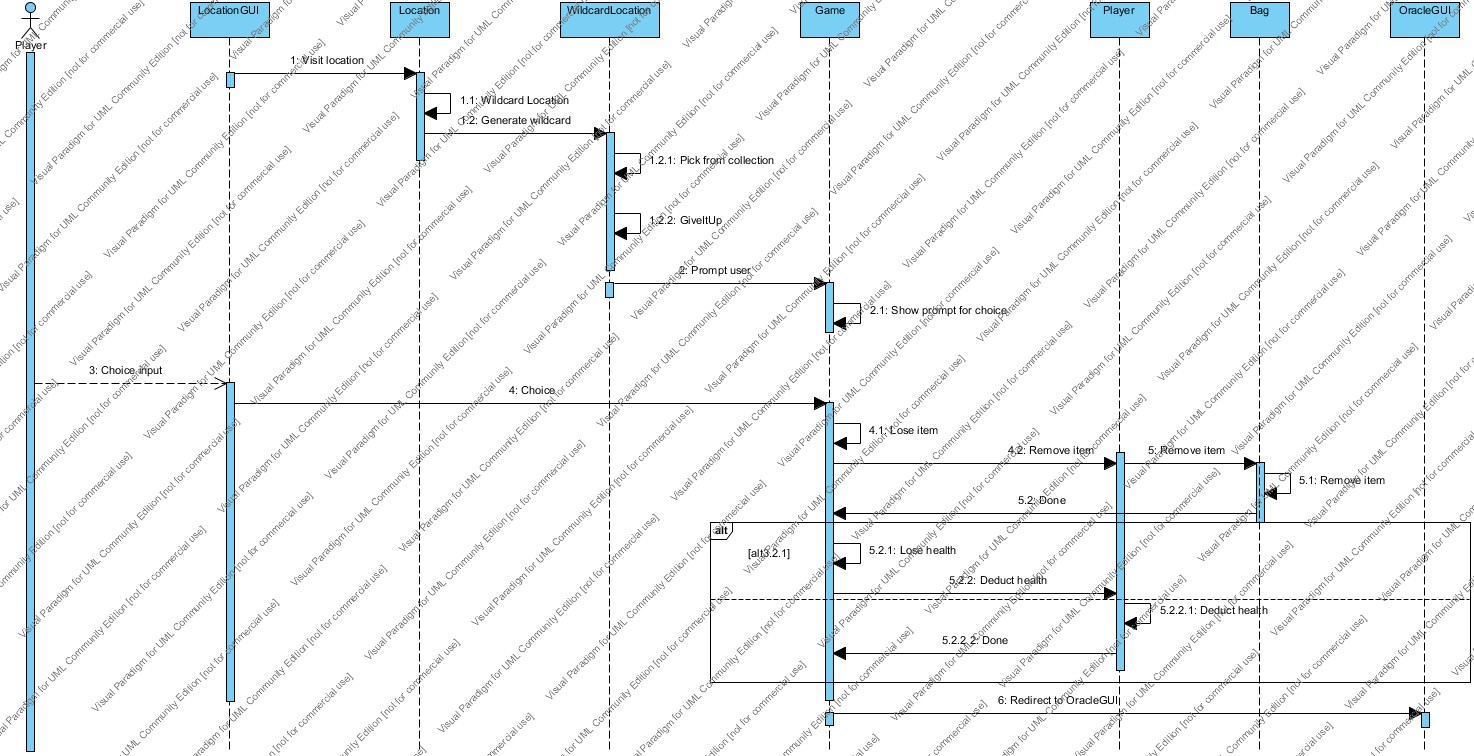 LocationGUI
Location
WildcardLocation
Game
Player
Bag
OracleGUI
Player
1: Visit location
1.1: Wildcard Location
1.2: Generate wildcard
1.2.1: Pick from collection
1.2.2: GiveItUp
2: Prompt user
2.1: Show prompt for choice
3: Choice input
4: Choice
4.1: Lose item
4.2: Remove item
5: Remove item
5.1: Remove item
5.2: Done
alt
[alt3.2.1]
5.2.1: Lose health
5.2.2: Deduct health
5.2.2.1: Deduct health
5.2.2.2: Done
6: Redirect to OracleGUI
Visual Paradigm for UML Community Edition [not for commercial use]